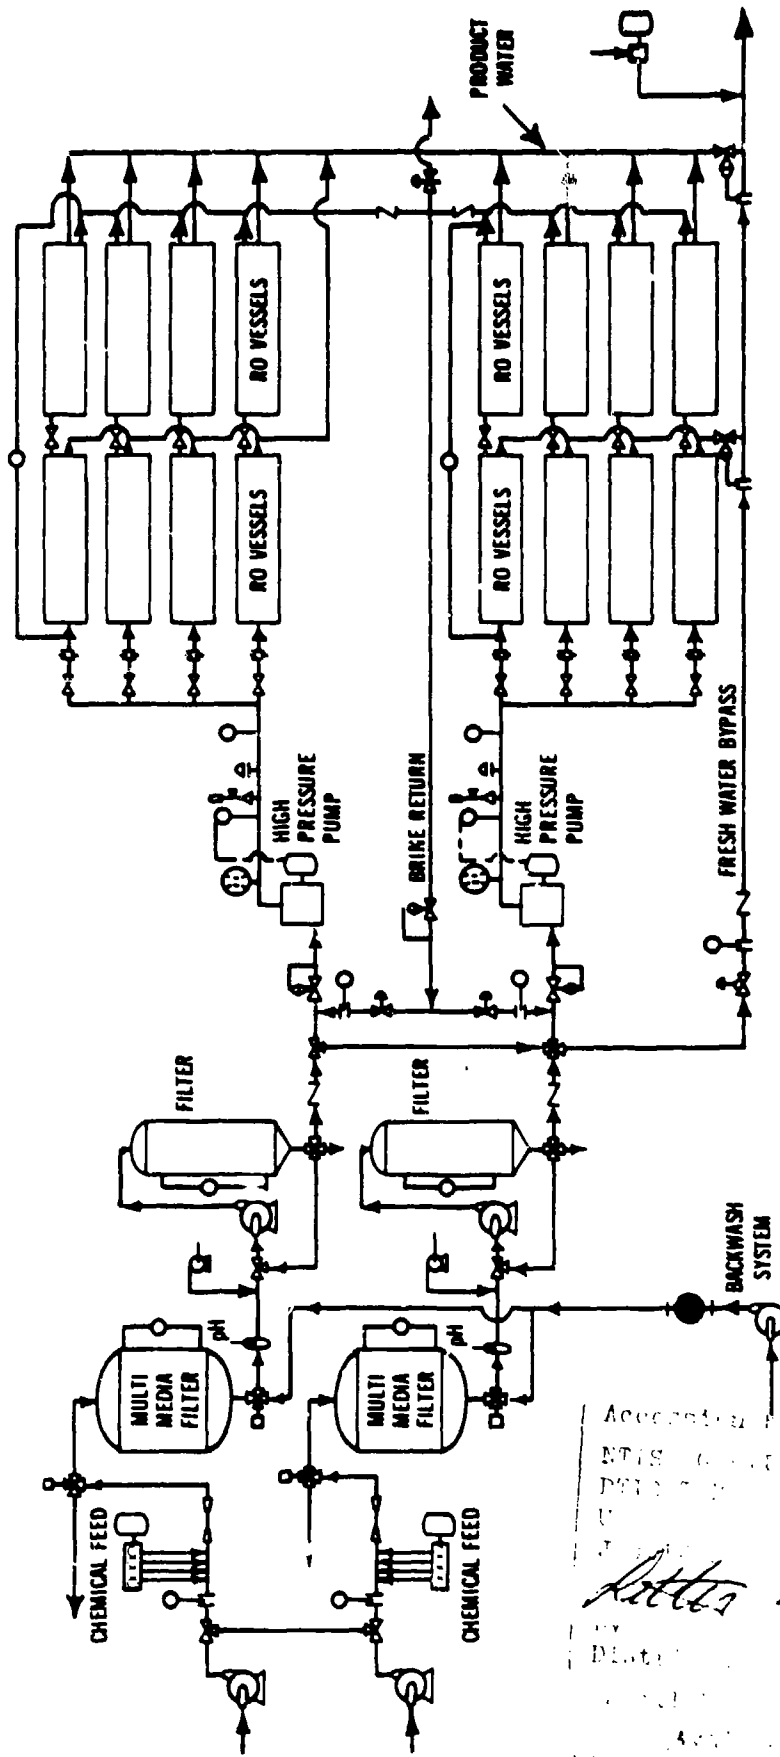 PRODUCT
WATER
RO VESSELS
RO VESSELS
RO VESSELS
RO VESSELS
HIGH
PRESSURE
PUMP
BRIKE RETURN
HIGH
PRESSURE
PUMP
FRESH WATER BYPASS
FILTER
FILTER
BACKWASH
SYSTEM
pH
pH
MULTI
MEDIA
FILTER
MULTI
MEDIA
FILTER
CHEMICAL FEED
CHEMICAL FEED